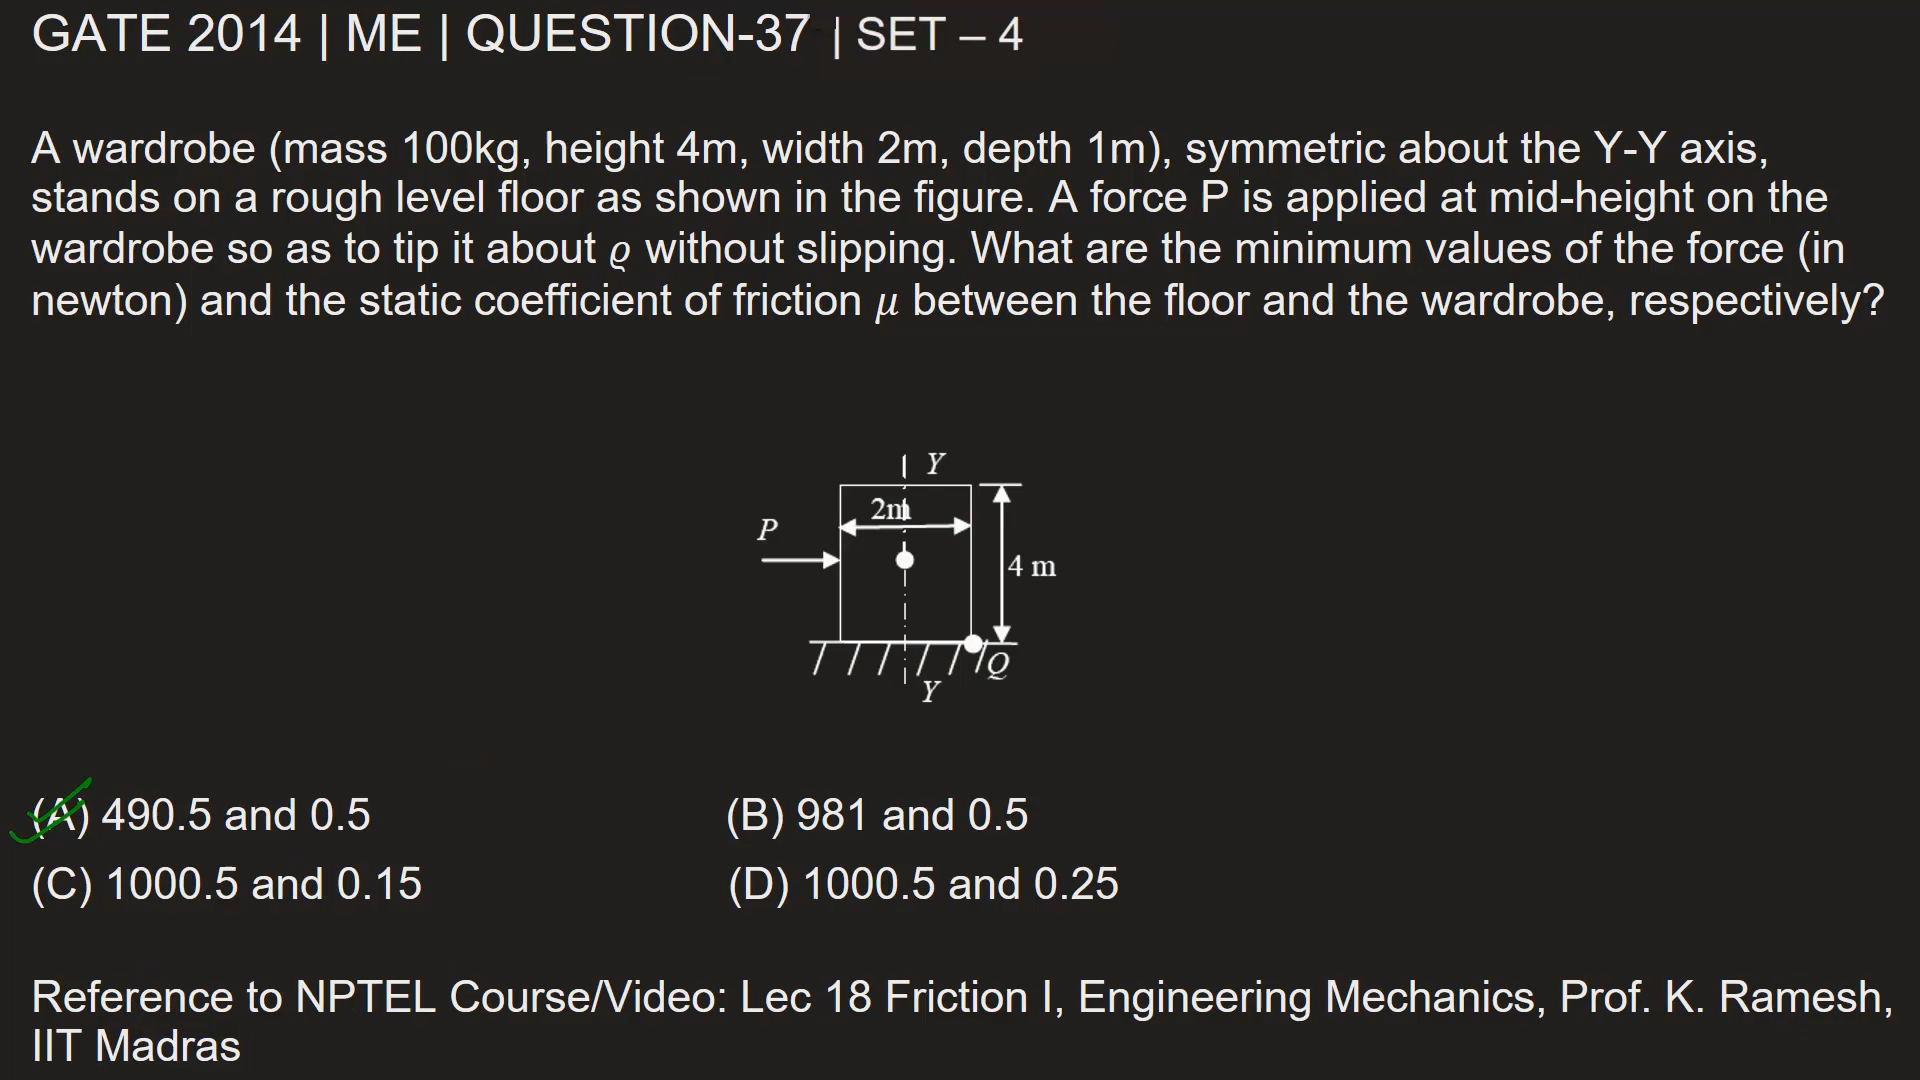 GATE 2014 | ME | QUESTION-37 | SET – 4
A wardrobe (mass 100kg, height 4m, width 2m, depth 1m), symmetric about the Y-Y axis,
stands on a rough level floor as shown in the figure. A force P is applied at mid-height on the
wardrobe so as to tip it about ϱ without slipping. What are the minimum values of the force (in
newton) and the static coefficient of friction μ between the floor and the wardrobe, respectively?
Y
2m
P
4 m
Q
Y
(A) 490.5 and 0.5
(B) 981 and 0.5
(C) 1000.5 and 0.15
(D) 1000.5 and 0.25
Reference to NPTEL Course/Video: Lec 18 Friction I, Engineering Mechanics, Prof. K. Ramesh,
IIT Madras